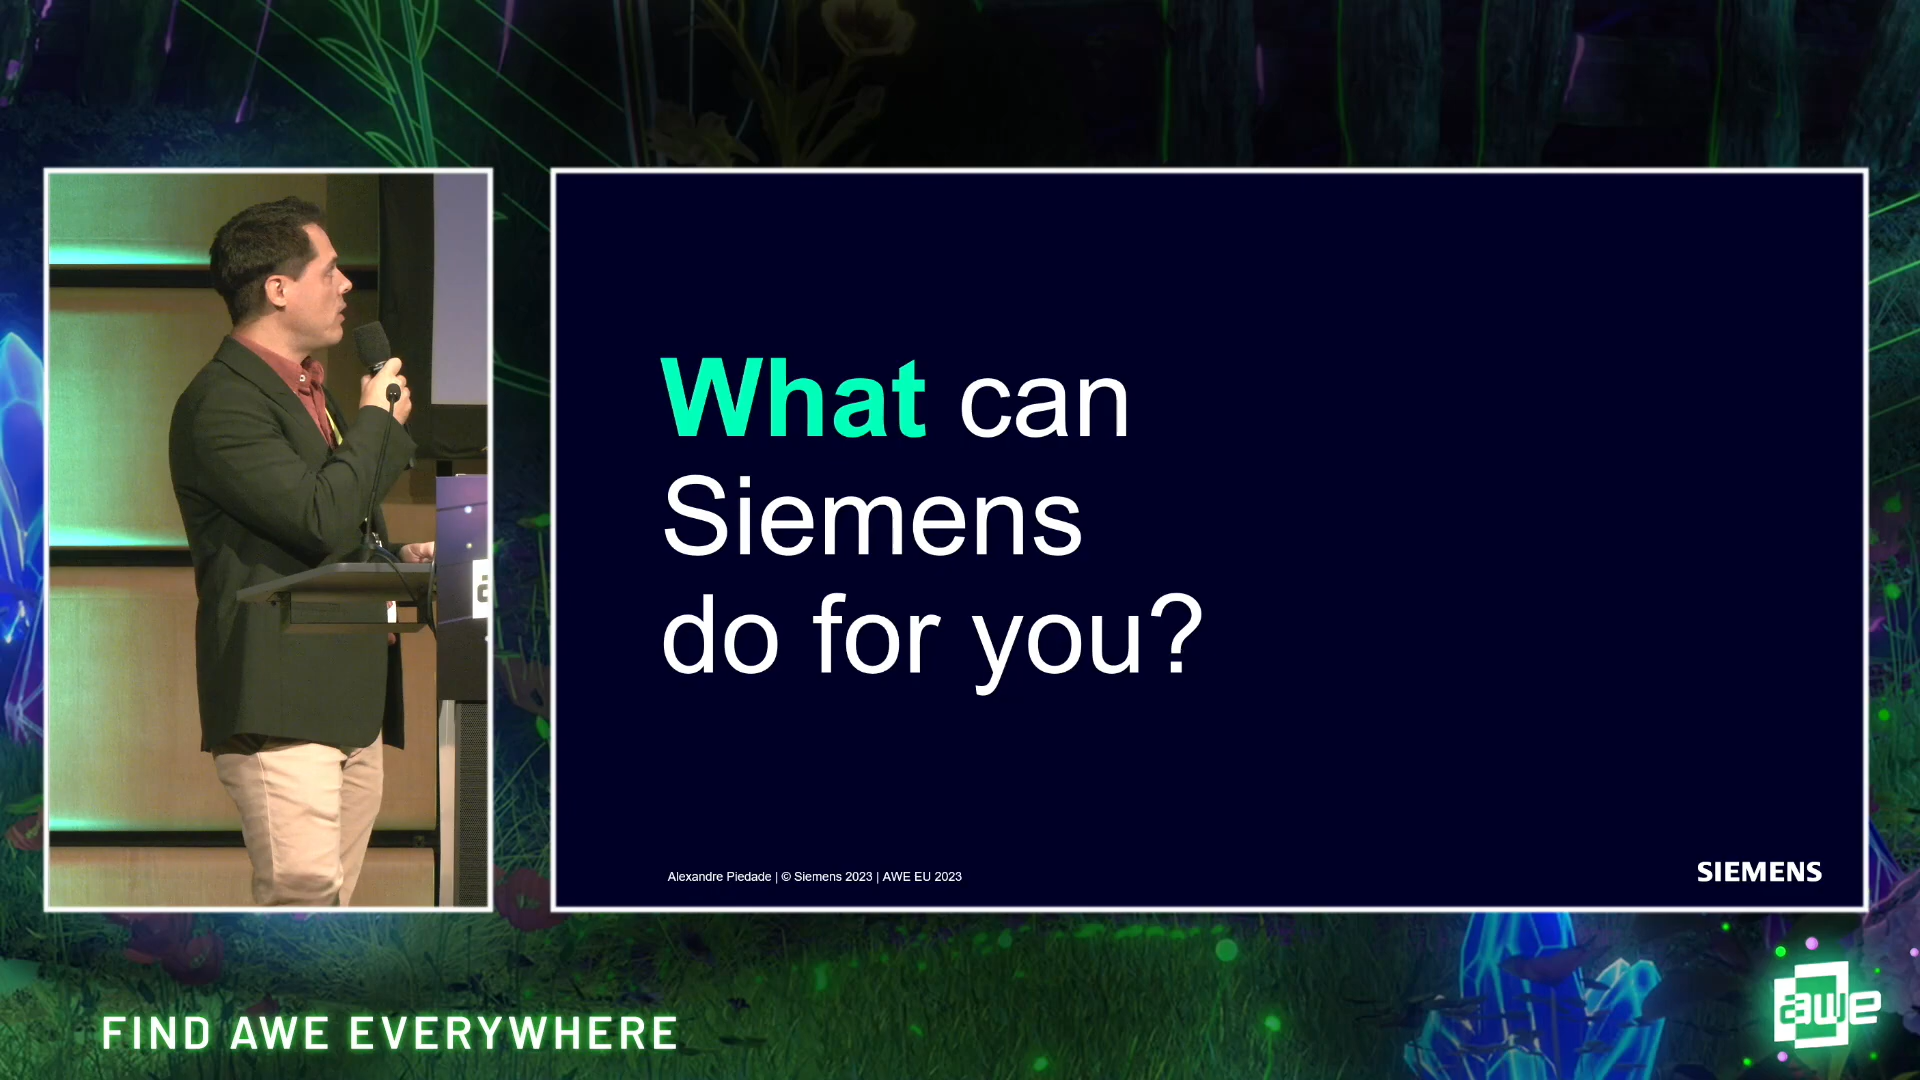 What can
Siemens
do for you?
Alexandre Piedade | © Siemens 2023 | AWE EU 2023
SIEMENS
FIND AWE EVERYWHERE
awe